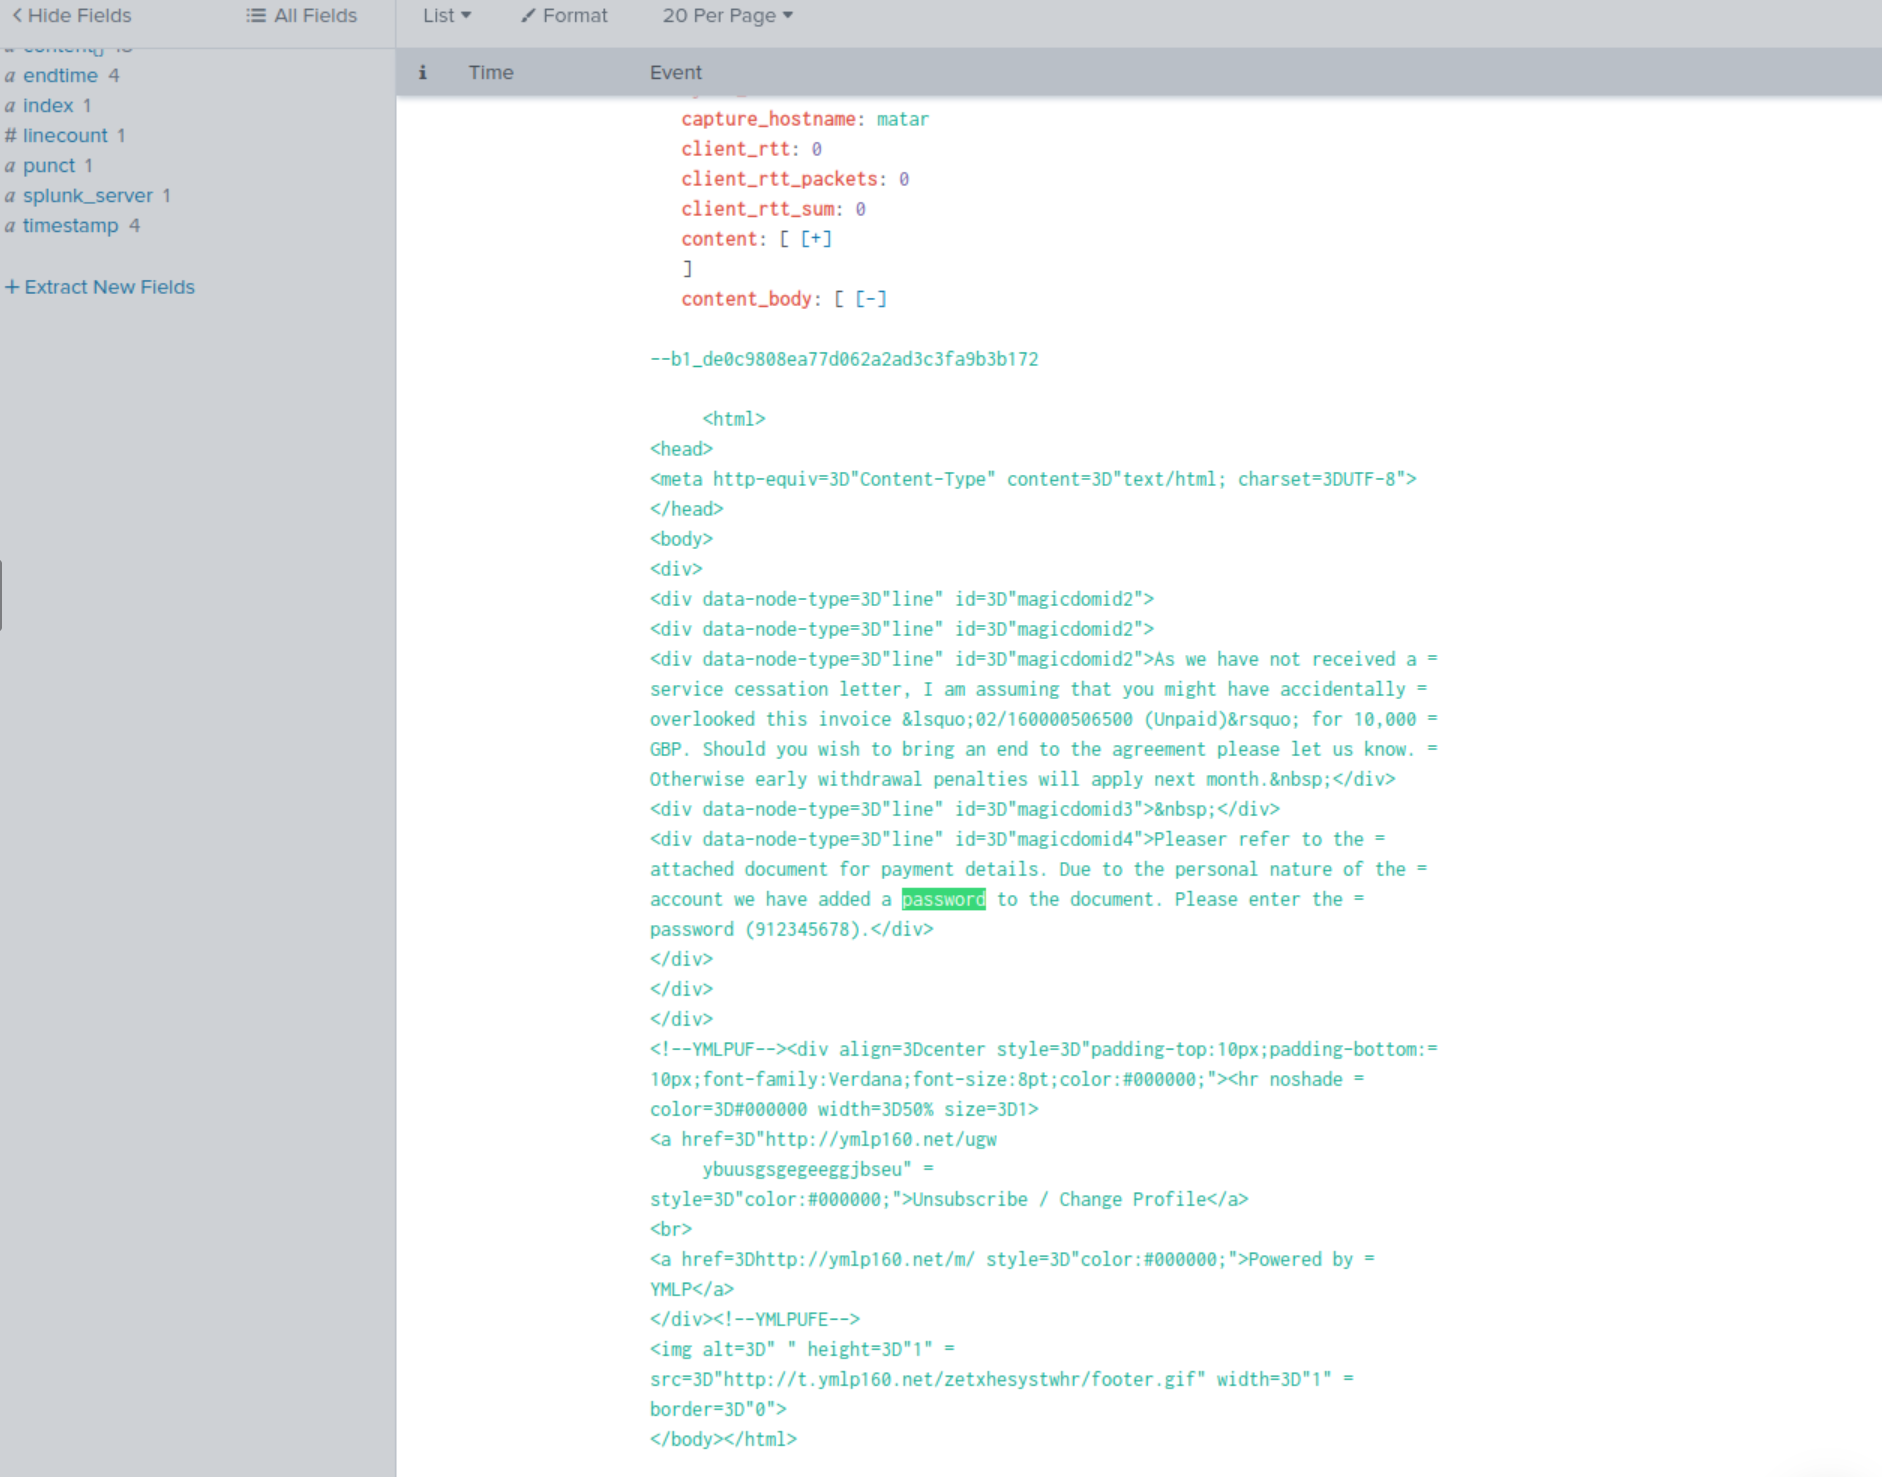 Hide Fields
All Fields
List
Format
20 Per Page
i Time Event
a content[]
a endtime 4
a index 1
# linecount 1
a punct 1
a splunk_server 1
a timestamp 4
+ Extract New Fields
capture_hostname: matar
client_rtt: 0
client_rtt_packets: 0
client_rtt_sum: 0
content: [ [+]
]
content_body: [ [-]
--b1_de0c9808ea77d062a2ad3c3fa9b3b172
<html>
<head>
<meta http-equiv=3D"Content-Type" content=3D"text/html; charset=3DUTF-8">
</head>
<body>
<div>
<div data-node-type=3D"line" id=3D"magicdomid2">
<div data-node-type=3D"line" id=3D"magicdomid2">
<div data-node-type=3D"line" id=3D"magicdomid2">As we have not received a =
service cessation letter, I am assuming that you might have accidentally =
overlooked this invoice &lsquo;02/160000506500 (Unpaid)&rsquo; for 10,000 =
GBP. Should you wish to bring an end to the agreement please let us know. =
Otherwise early withdrawal penalties will apply next month.&nbsp;</div>
<div data-node-type=3D"line" id=3D"magicdomid3">&nbsp;</div>
<div data-node-type=3D"line" id=3D"magicdomid4">Pleaser refer to the =
attached document for payment details. Due to the personal nature of the =
account we have added a password to the document. Please enter the =
password (912345678).</div>
</div>
</div>
</div>
<!--YMLPUF--><div align=3Dcenter style=3D"padding-top:10px;padding-bottom:=
10px;font-family:Verdana;font-size:8pt;color:#000000;"><hr noshade =
color=3D#000000 width=3D50% size=3D1>
<a href=3D"http://ymlp160.net/ugw
ybuusgsgegeeggjbseu" =
style=3D"color:#000000;">Unsubscribe / Change Profile</a>
<br>
<a href=3Dhttp://ymlp160.net/m/ style=3D"color:#000000;">Powered by =
YMLP</a>
</div><!--YMLPUFE-->
<img alt=3D" " height=3D"1" =
src=3D"http://t.ymlp160.net/zetxhesystwhr/footer.gif" width=3D"1" =
border=3D"0">
</body></html>